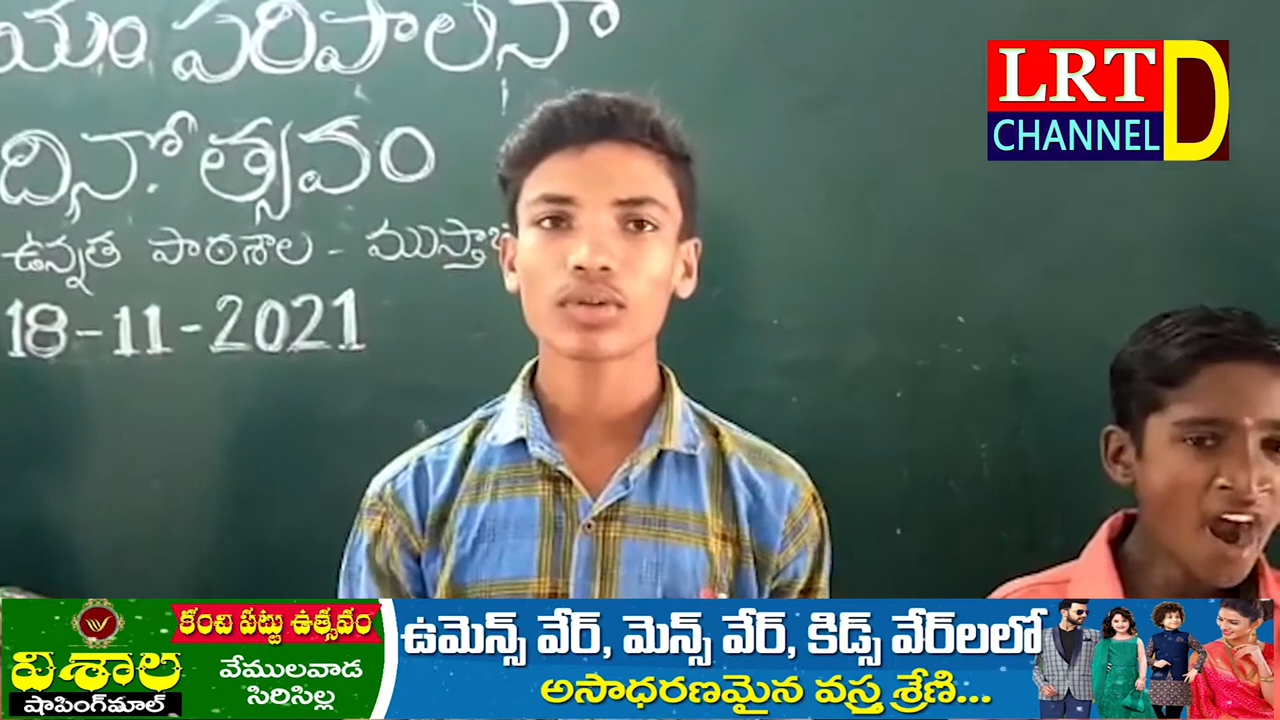 యం పరిపాలనా
దినోత్సవం
ఉన్నత పాఠశాల - ముస్తాబ
18-11-2021
LRT
CHANNEL D
కంచి పట్టు ఉత్సవం
విశాల
షాపింగ్‌మాల్
వేములవాడ
సిరిసిల్ల
ఉమెన్స్ వేర్, మెన్స్ వేర్, కిడ్స్ వేర్‌లలో
అసాధరణమైన వస్త్ర శ్రేణి...